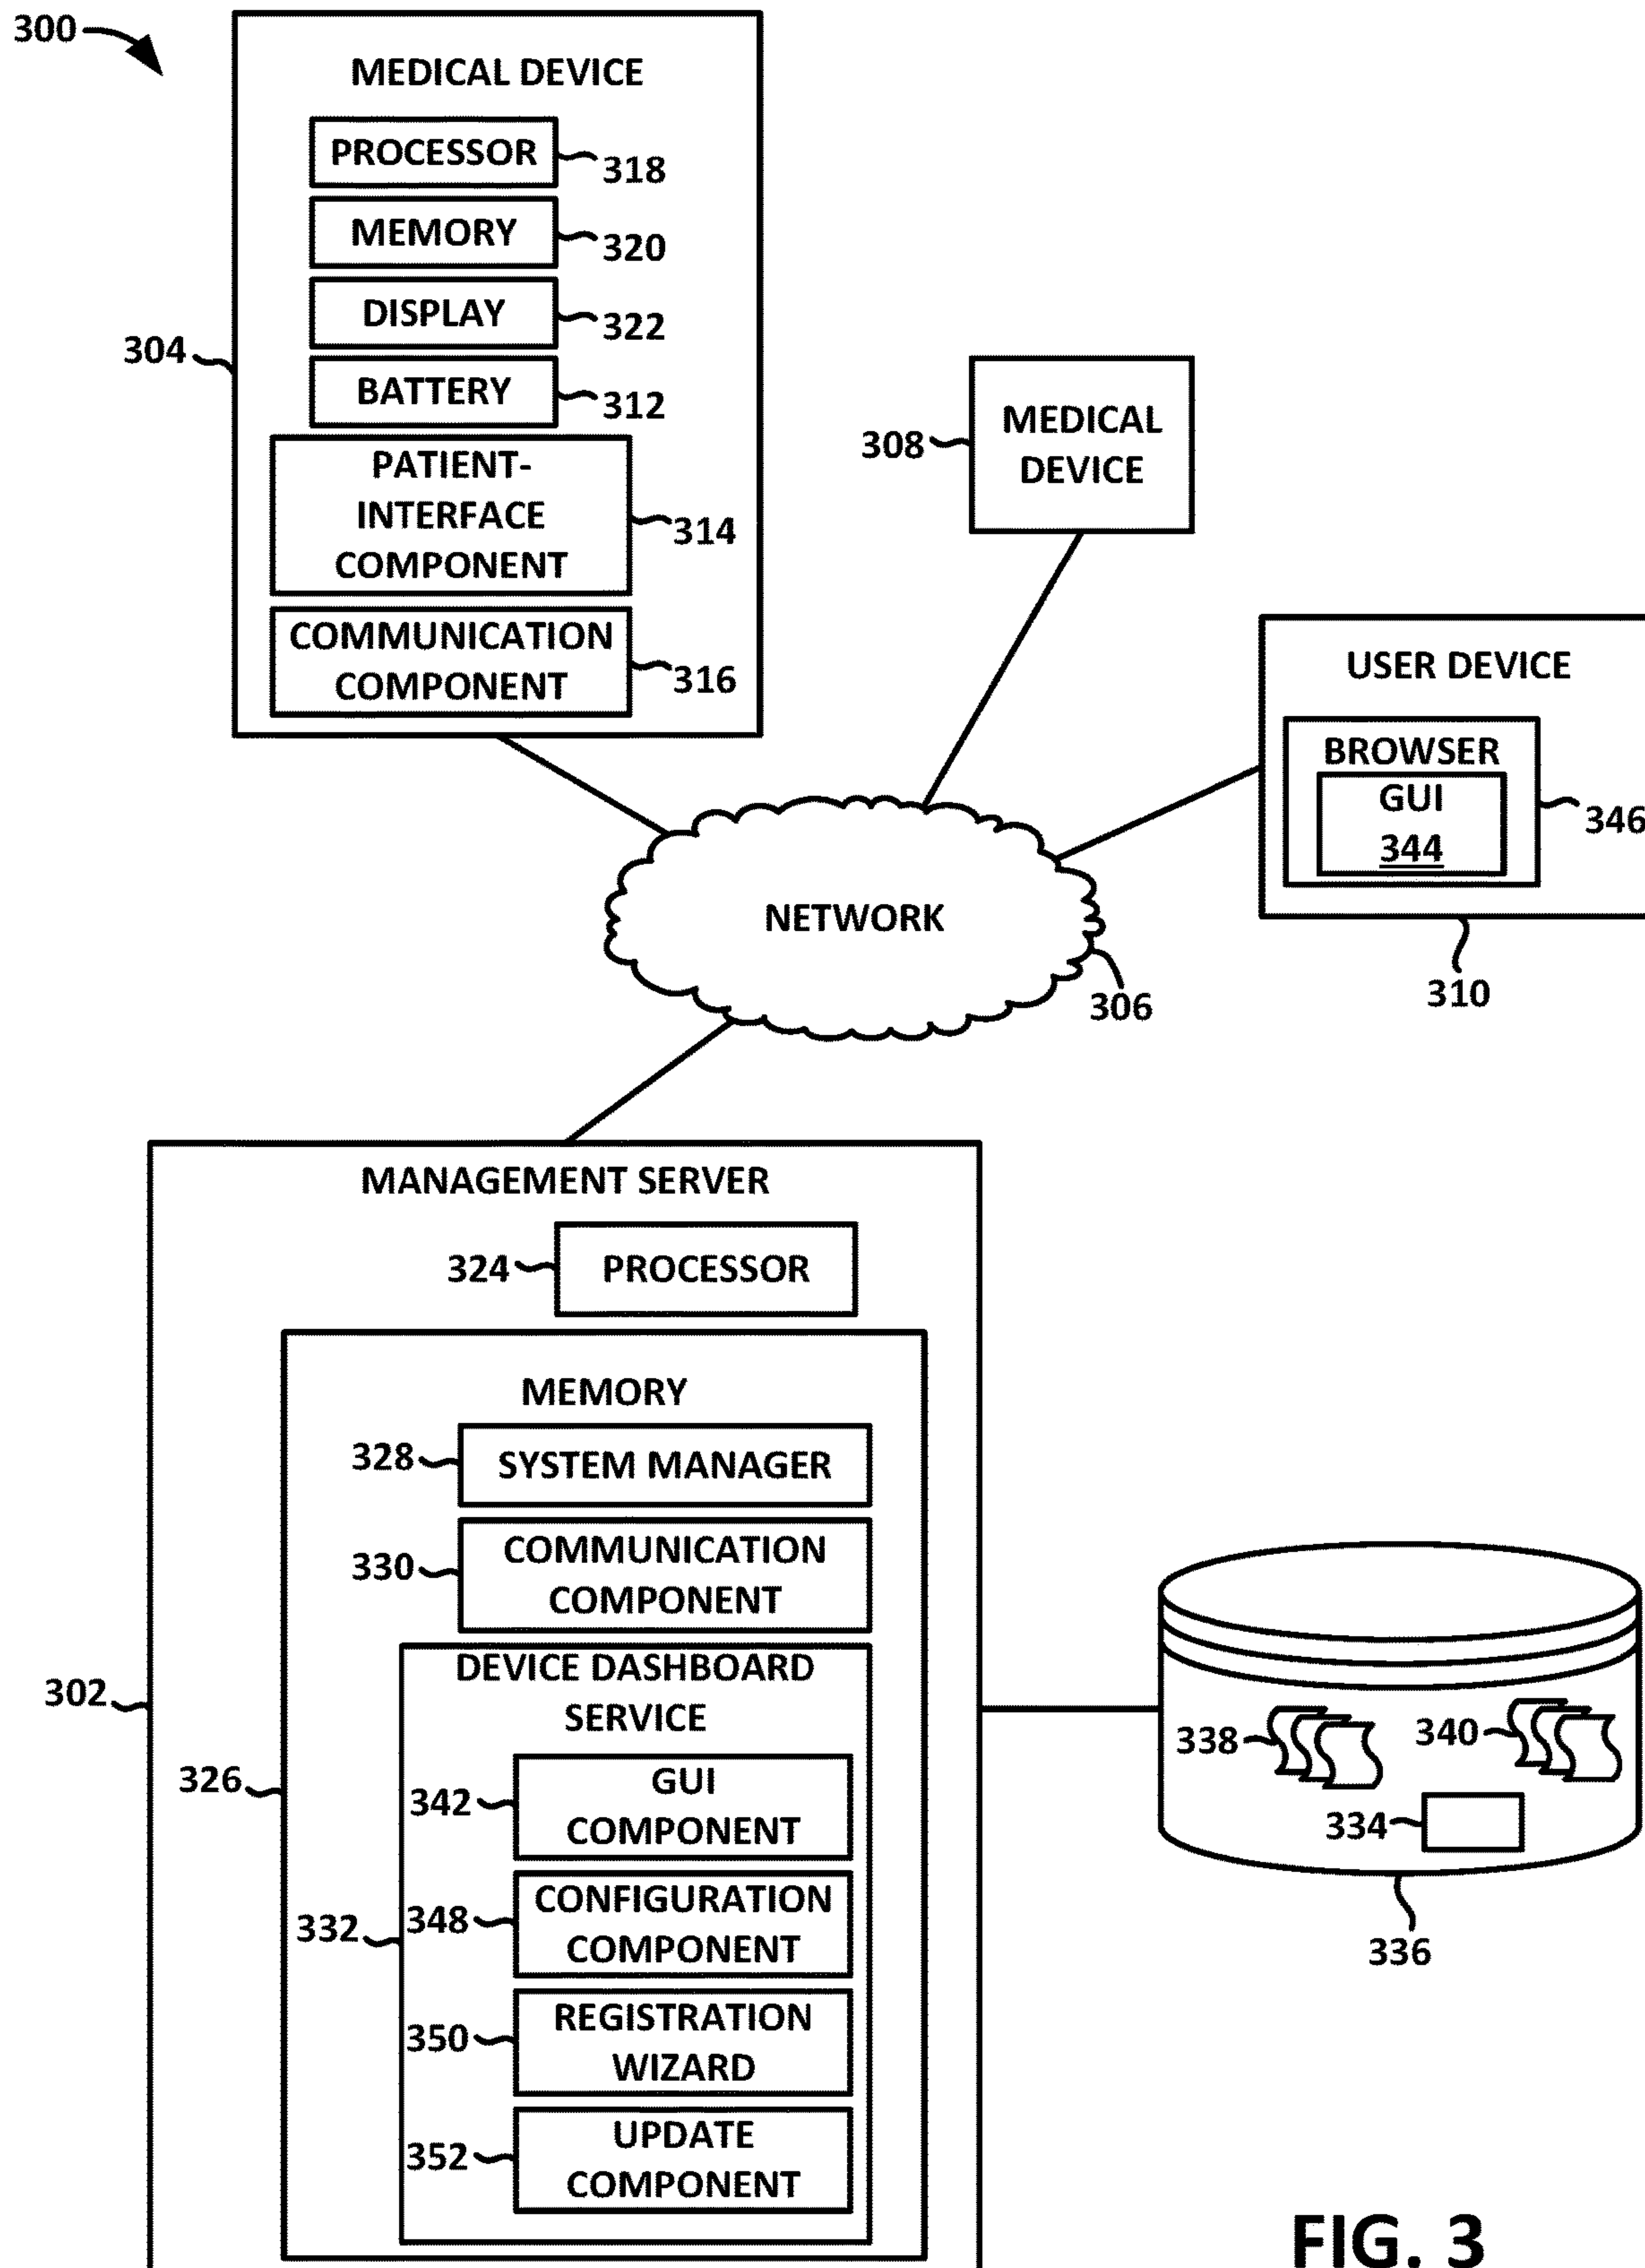 300
MEDICAL DEVICE
PROCESSOR
318
MEMORY
320
DISPLAY
322
304
BATTERY
312
PATIENT-
INTERFACE
COMPONENT
314
COMMUNICATION
COMPONENT
316
308
MEDICAL
DEVICE
USER DEVICE
BROWSER
GUI
344
346
310
NETWORK
306
MANAGEMENT SERVER
324
PROCESSOR
MEMORY
328
SYSTEM MANAGER
330
COMMUNICATION
COMPONENT
302
DEVICE DASHBOARD
SERVICE
326
342
GUI
COMPONENT
332
348
CONFIGURATION
COMPONENT
350
REGISTRATION
WIZARD
352
UPDATE
COMPONENT
338
340
334
336
FIG. 3